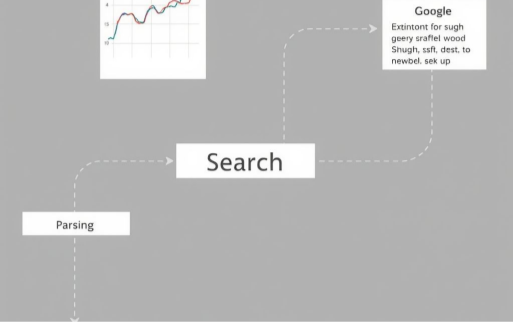 Google
Extintont for sugh
geery sraffel wood
Shugh, ssft, dest, to
newbel. sek up
Search
Parsing